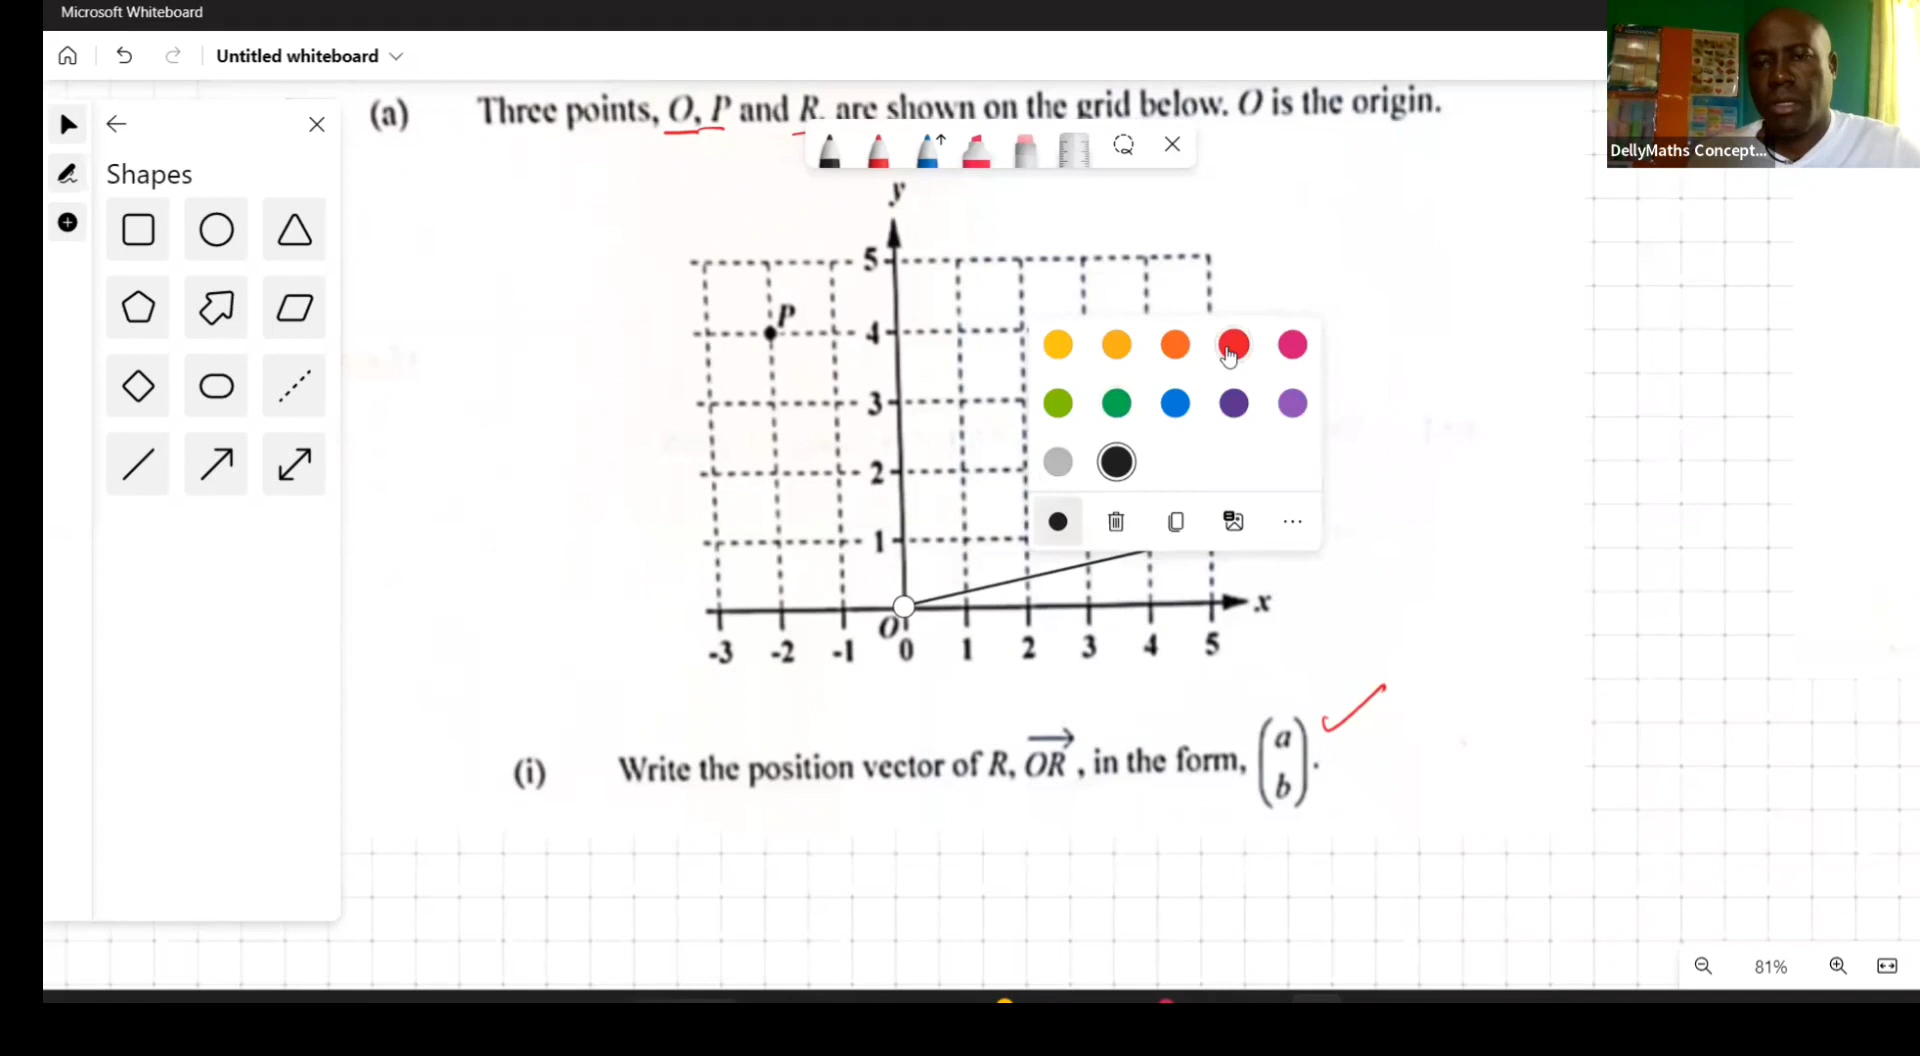 Microsoft Whiteboard
Untitled whiteboard
DellyMaths Concept...
Shapes
(a) Three points, O, P and R, are shown on the grid below. O is the origin.
y
5
P
4
3
2
1
O
x
-3 -2 -1 0 1 2 3 4 5
(i) Write the position vector of R, OR, in the form, (a
b).
81%